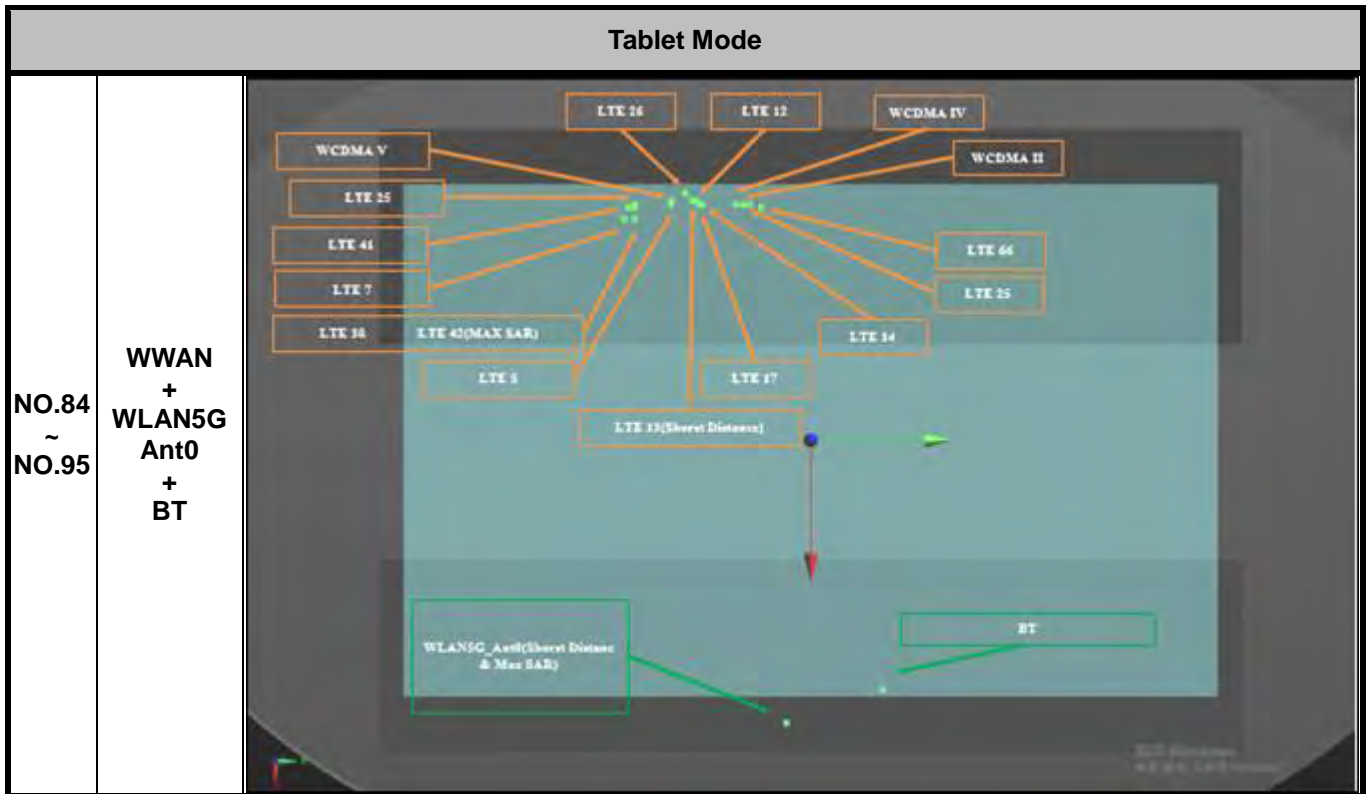 Tablet Mode
NO.84
~
NO.95
WWAN
+
WLAN5G
Ant0
+
BT
LTE 26
LTE 12
WCDMA IV
WCDMA V
WCDMA II
LTE 25
LTE 41
LTE 66
LTE 7
LTE 25
LTE 38
LTE 42(MAX SAR)
LTE 14
LTE 5
LTE 17
LTE 13(Shorst Distance)
WLAN5G_Ant0(Shorst Distanc
& Max SAR)
BT